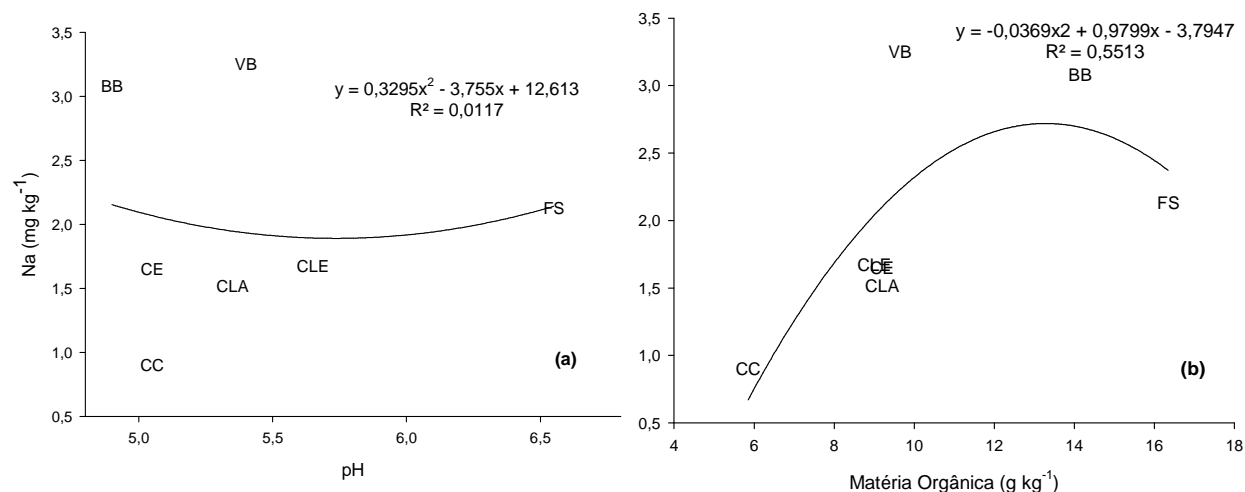 3,5
3,0
2,5
2,0
1,5
1,0
0,5
Na (mg kg⁻¹)
VB
BB
y = 0,3295x² - 3,755x + 12,613
R² = 0,0117
FS
CE
CLE
CLA
CC
(a)
5,0 5,5 6,0 6,5
pH
3,5
3,0
2,5
2,0
1,5
1,0
0,5
y = -0,0369x2 + 0,9799x - 3,7947
R² = 0,5513
VB
BB
FS
CLE
CE
CLA
CC
(b)
4 6 8 10 12 14 16 18
Matéria Orgânica (g kg⁻¹)